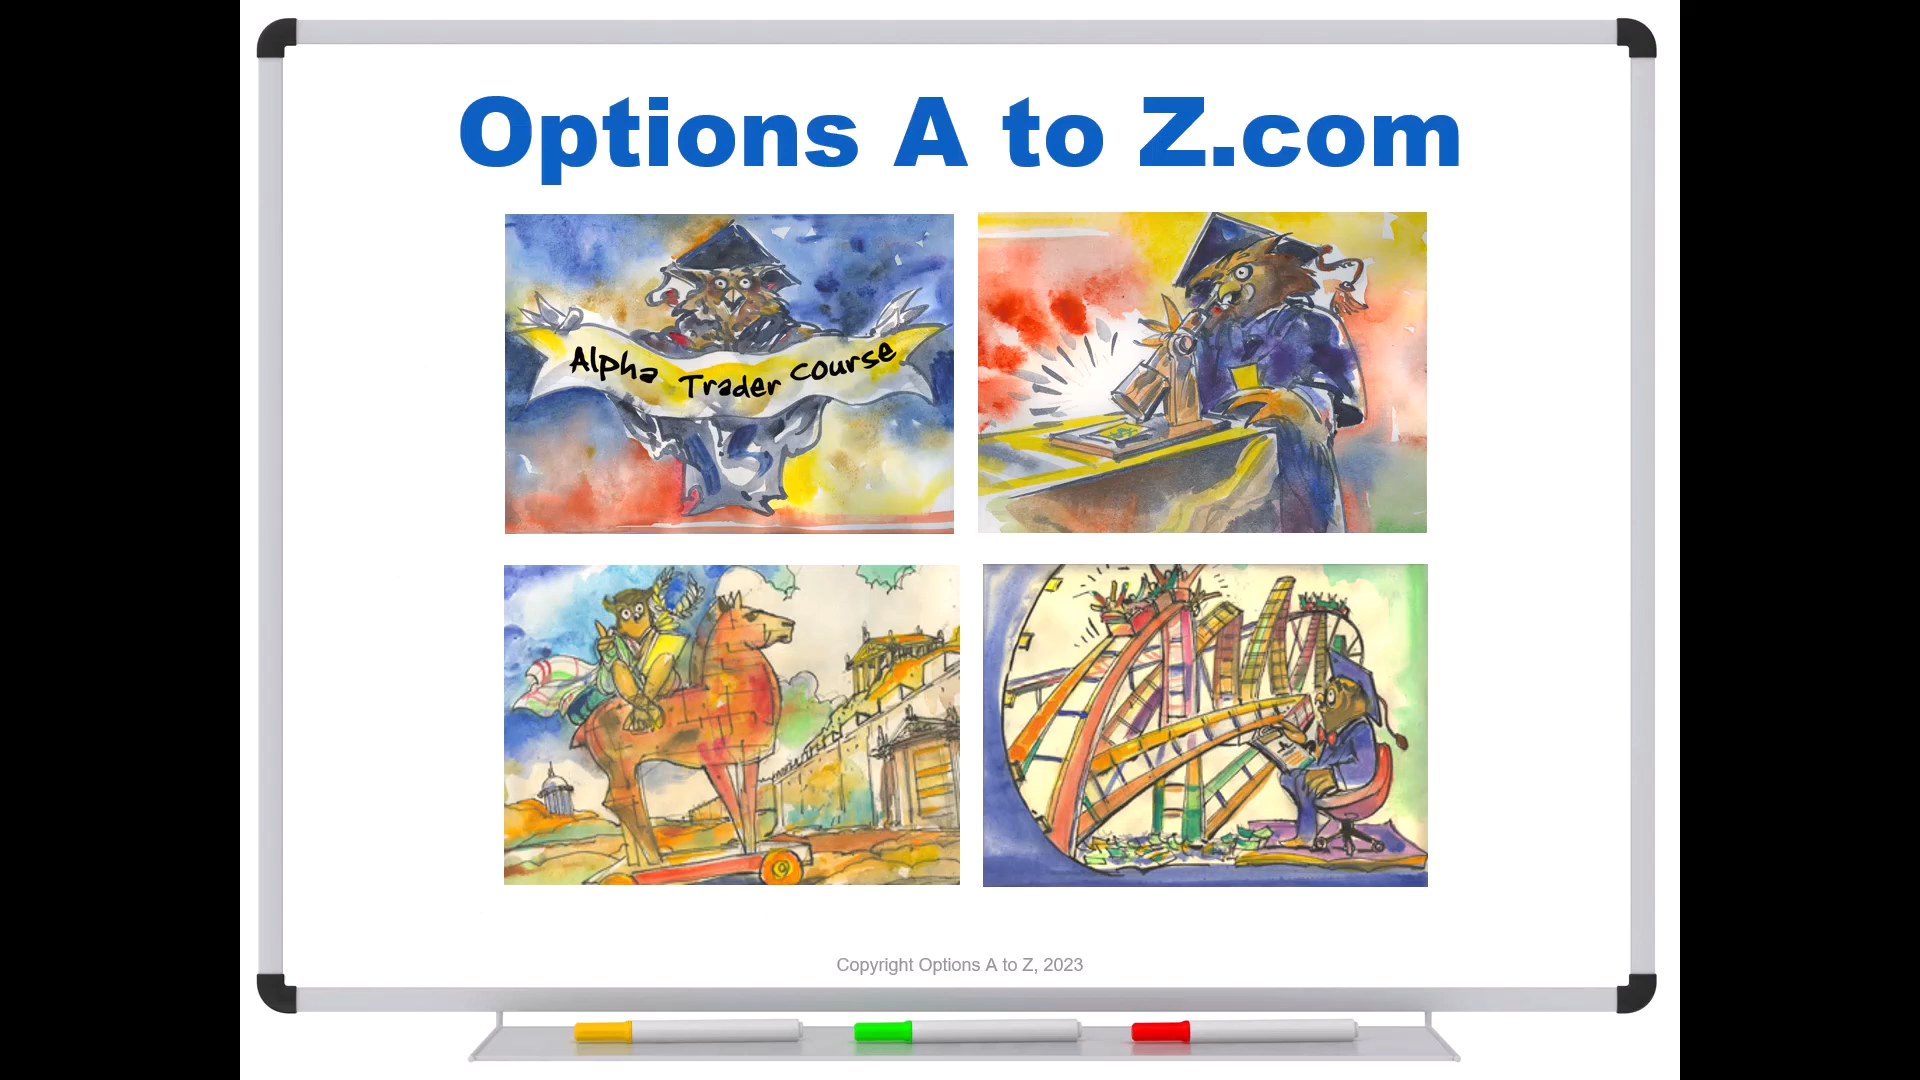 Options A to Z.com
Alpha Trader Course
Copyright Options A to Z, 2023